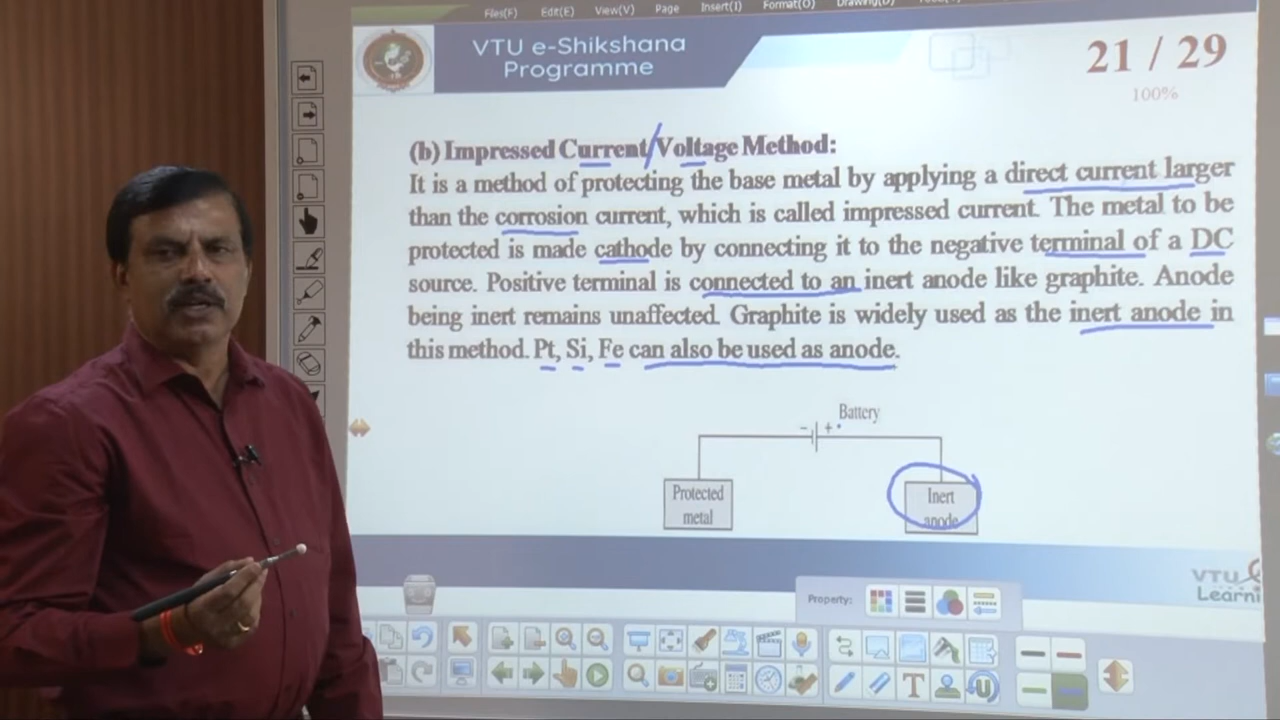 Files(F) Edit(E) View(V) Page Insert(I) Format(O) Drawing(D)
VTU e-Shikshana
Programme
21 / 29
100%
(b) Impressed Current/Voltage Method:
It is a method of protecting the base metal by applying a direct current larger
than the corrosion current, which is called impressed current. The metal to be
protected is made cathode by connecting it to the negative terminal of a DC
source. Positive terminal is connected to an inert anode like graphite. Anode
being inert remains unaffected. Graphite is widely used as the inert anode in
this method. Pt, Si, Fe can also be used as anode.
Battery
- +
Protected
metal
Inert
anode
VTU
Learni
Property:
T